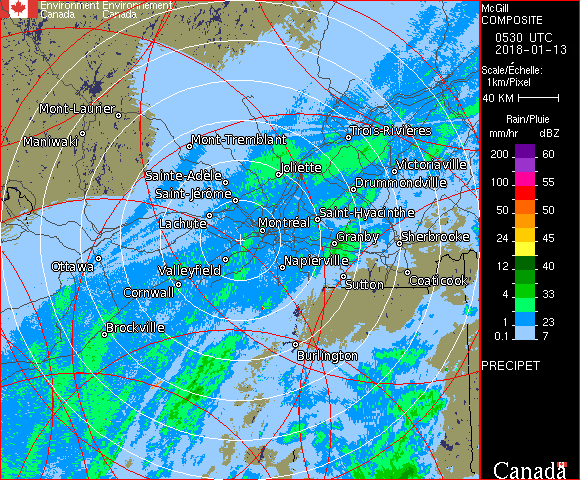 Environment Environnement
Canada Canada
McGill
COMPOSITE
0530 UTC
2018-01-13
Scale/Échelle:
1km/Pixel
40 KM
Rain/Pluie
mm/hr dBZ
200 60
100 55
50 50
24 45
12 40
4 33
1 23
0.1 7
PRECIPET
Mont-Laurier
Maniwaki
Mont-Tremblant
Trois-Rivières
Joliette
Victoriaville
Sainte-Adèle
Drummondville
Saint-Jérôme
Saint-Hyacinthe
Lachute
Montréal
Granby
Sherbrooke
Ottawa
Valleyfield
Napierville
Cornwall
Sutton
Coaticook
Brockville
Burlington
Canada